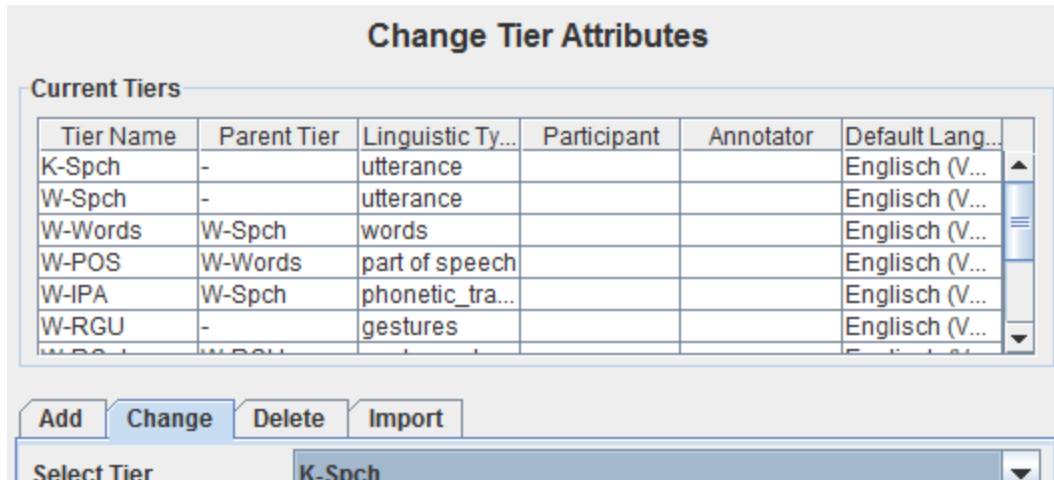 Change Tier Attributes
Current Tiers
Tier Name Parent Tier Linguistic Ty... Participant Annotator Default Lang...
K-Spch - utterance Englisch (V...
W-Spch - utterance Englisch (V...
W-Words W-Spch words Englisch (V...
W-POS W-Words part of speech Englisch (V...
W-IPA W-Spch phonetic_tra... Englisch (V...
W-RGU - gestures Englisch (V...
Add Change Delete Import
Select Tier K-Spch